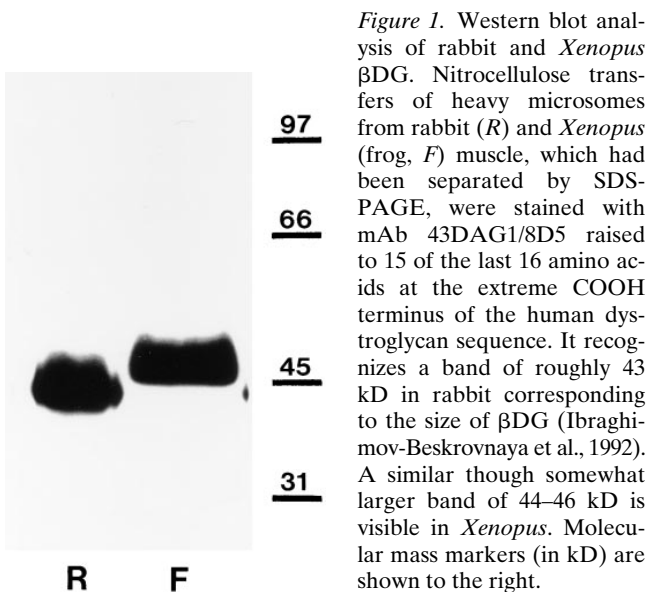 97
66
45
31
R F
Figure 1. Western blot anal-
ysis of rabbit and Xenopus
βDG. Nitrocellulose trans-
fers of heavy microsomes
from rabbit (R) and Xenopus
(frog, F) muscle, which had
been separated by SDS-
PAGE, were stained with
mAb 43DAG1/8D5 raised
to 15 of the last 16 amino ac-
ids at the extreme COOH
terminus of the human dys-
troglycan sequence. It recog-
nizes a band of roughly 43
kD in rabbit corresponding
to the size of βDG (Ibraghi-
mov-Beskrovnaya et al., 1992).
A similar though somewhat
larger band of 44–46 kD is
visible in Xenopus. Molecu-
lar mass markers (in kD) are
shown to the right.